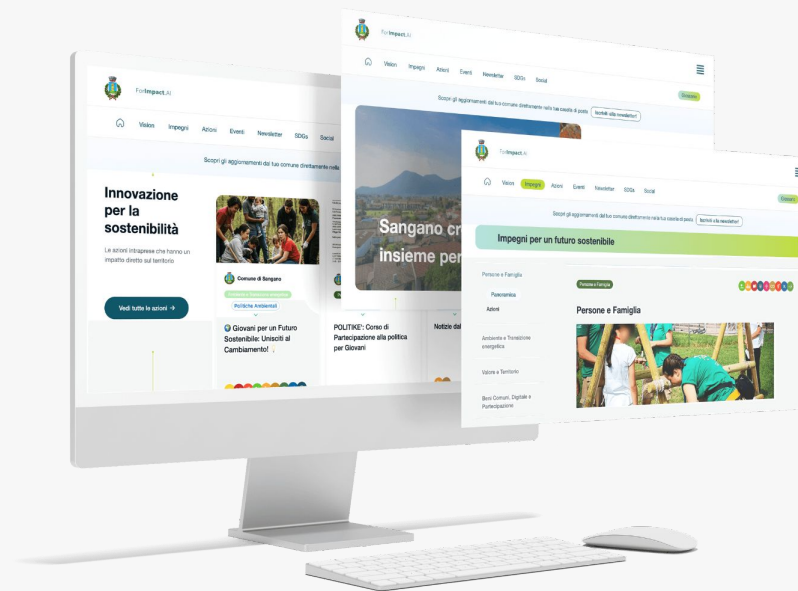 ForImpact.AI
Vision Impegni Azioni Eventi Newsletter SDGs Social
Scopri gli aggiornamenti dal tuo comune direttamente nella
Innovazione
per la
sostenibilità
Le azioni intraprese che hanno un
impatto diretto sul territorio
Vedi tutte le azioni →
Comune di Sangano
Politiche Ambientali
Giovani per un Futuro
Sostenibile: Unisciti al
Cambiamento!
POLITIKE': Corso di
Partecipazione alla politica
per Giovani
Notizie dal
ForImpact.AI
Vision Impegni Azioni Eventi Newsletter SDGs Social
Scopri gli aggiornamenti dal tuo comune direttamente nella tua casella di posta Iscriviti alla newsletter!
Sangano cr
insieme per
ForImpact.AI
Vision Impegni Azioni Eventi Newsletter SDGs Social
Scopri gli aggiornamenti dal tuo comune direttamente nella tua casella di posta Iscriviti alla newsletter!
Impegni per un futuro sostenibile
Persone e Famiglia
Panoramica
Azioni
Ambiente e Transizione
energetica
Valore e Territorio
Beni Comuni, Digitale e
Partecipazione
Persone e Famiglia
Persone e Famiglia